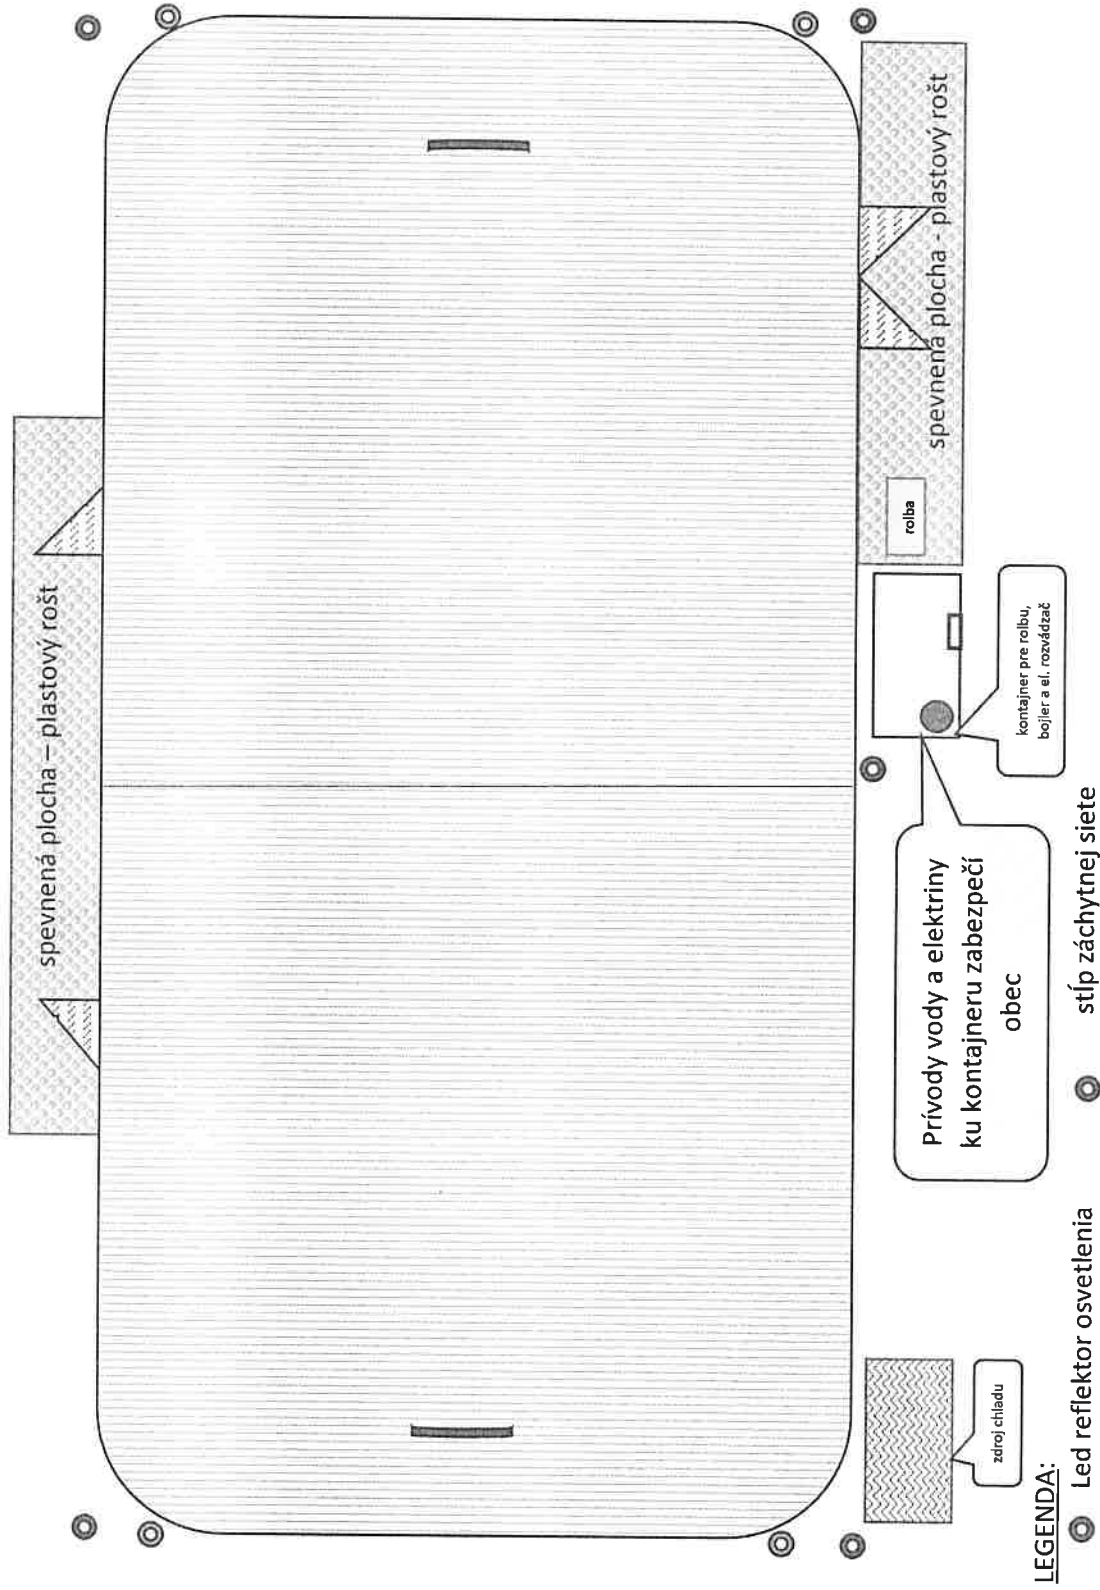 spevnená plocha – plastový rošt
spevnená plocha - plastový rošt
rolba
kontajner pre rolbu,
bojler a el. rozvádzač
Prívody vody a elektriny
ku kontajneru zabezpečí
obec
zdroj chladu
LEGENDA:
Led reflektor osvetlenia
stĺp záchytnej siete